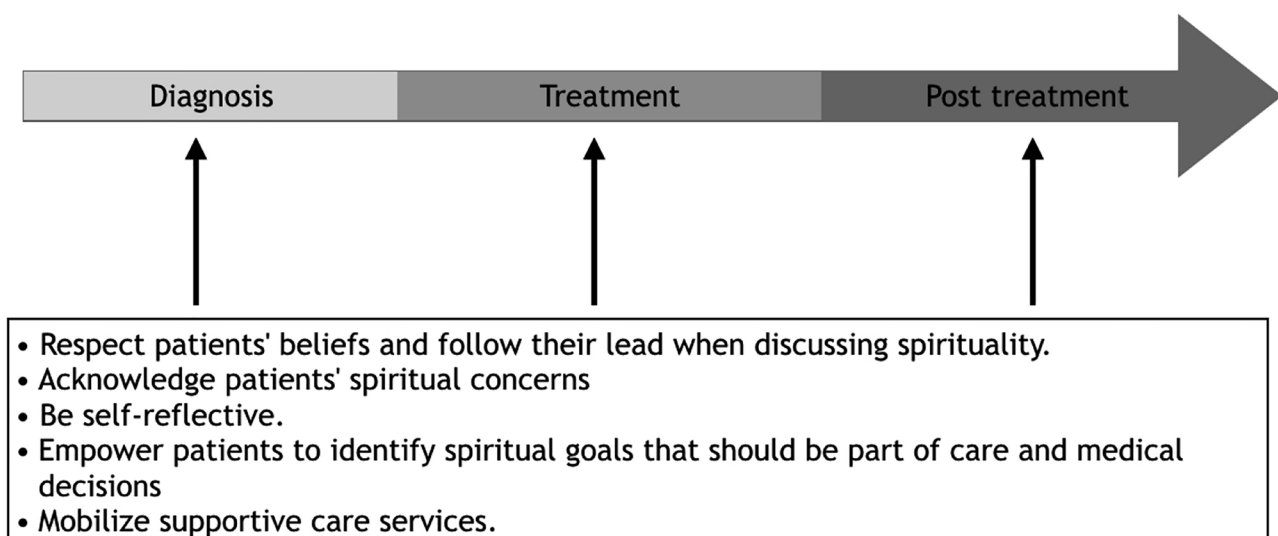 Diagnosis Treatment Post treatment
• Respect patients' beliefs and follow their lead when discussing spirituality.
• Acknowledge patients' spiritual concerns
• Be self-reflective.
• Empower patients to identify spiritual goals that should be part of care and medical
decisions
• Mobilize supportive care services.